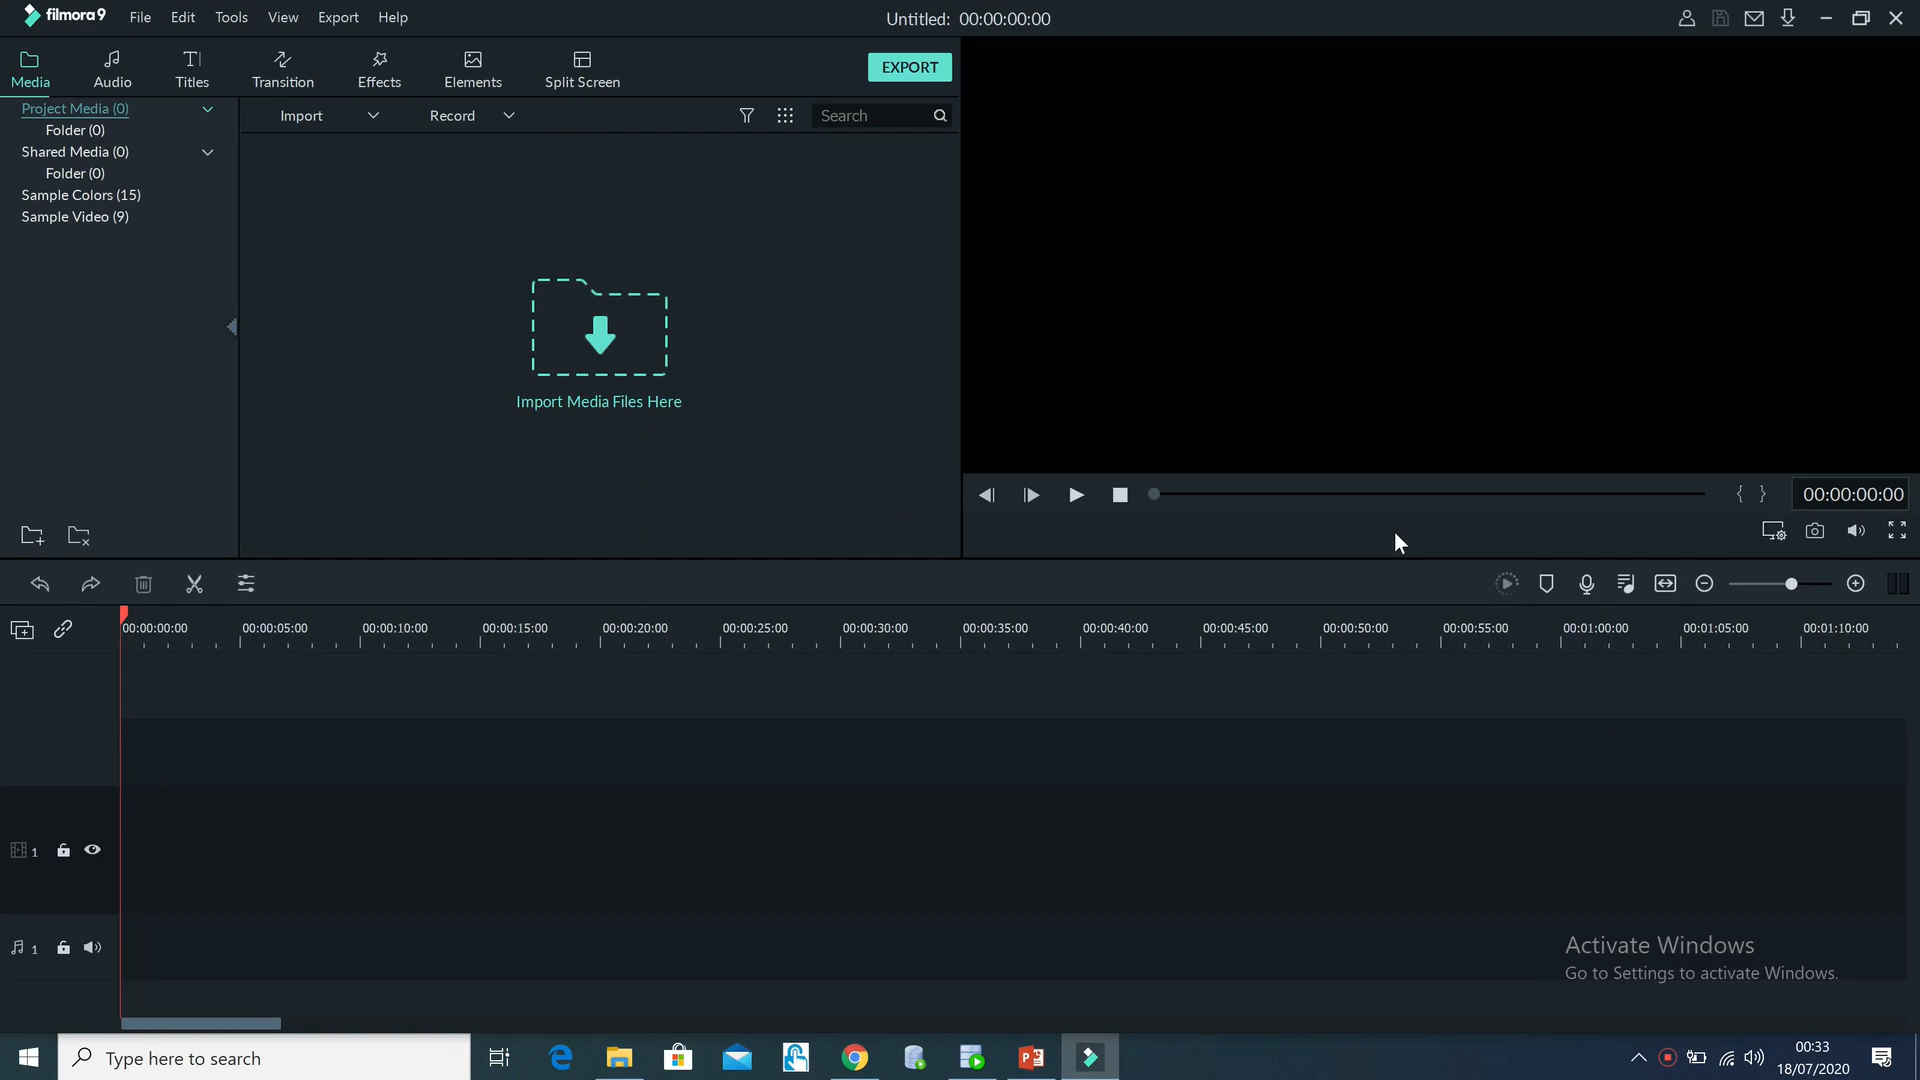 filmora9 File Edit Tools View Export Help Untitled: 00:00:00:00
Media Audio Titles Transition Effects Elements Split Screen EXPORT
Project Media (0) Import Record Search
Folder (0)
Shared Media (0)
Folder (0)
Sample Colors (15)
Sample Video (9)
Import Media Files Here
{ } 00:00:00:00
00:00:00:00 00:00:05:00 00:00:10:00 00:00:15:00 00:00:20:00 00:00:25:00 00:00:30:00 00:00:35:00 00:00:40:00 00:00:45:00 00:00:50:00 00:00:55:00 00:01:00:00 00:01:05:00 00:01:10:00
1
1
Activate Windows
Go to Settings to activate Windows.
Type here to search
00:33
18/07/2020